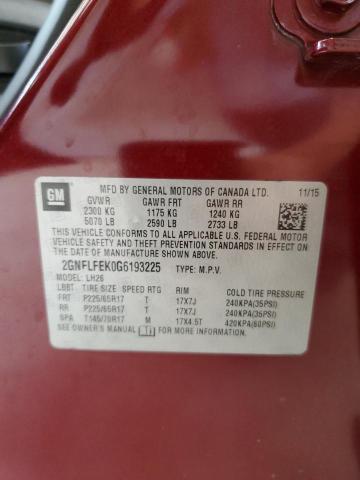 GM
MFD BY GENERAL MOTORS OF CANADA LTD. 11/15
GVWR GAWR FRT GAWR RR
2300 KG 1175 KG 1240 KG
5070 LB 2590 LB 2733 LB
THIS VEHICLE CONFORMS TO ALL APPLICABLE U.S. FEDERAL MOTOR
VEHICLE SAFETY, BUMPER, AND THEFT PREVENTION STANDARDS IN EFFECT
ON THE DATE OF MANUFACTURE SHOWN ABOVE.
2GNFLFEK0G6193225 TYPE: M.P.V.
MODEL: LH26
LBBT TIRE SIZE SPEED RTG RIM COLD TIRE PRESSURE
FRT P225/65R17 T 17X7J 240KPA(35PSI)
RR P225/65R17 T 17X7J 240KPA(35PSI)
SPA T145/70R17 M 17X4.5T 420KPA(60PSI)
SEE OWNER'S MANUAL FOR MORE INFORMATION.